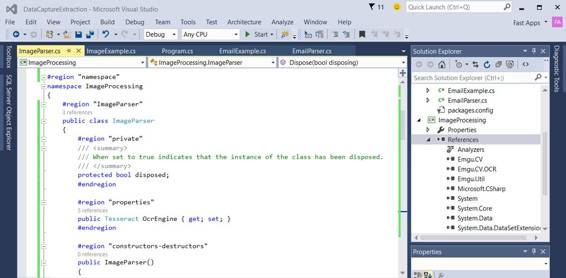 DataCaptureExtraction - Microsoft Visual Studio
11
Quick Launch (Ctrl+Q)
File Edit View Project Build Debug Team Tools Architecture Test Analyze Window Help
Fast Apps FA
Debug Any CPU Start
Toolbox
SQL Server Object Explorer
ImageParser.cs ImageExample.cs Program.cs EmailExample.cs EmailParser.cs
ImageProcessing ImageProcessing.ImageParser Dispose(bool disposing)
#region "namespace"
namespace ImageProcessing
{
#region "ImageParser"
3 references
public class ImageParser
{
#region "private"
/// <summary>
/// When set to true indicates that the instance of the class has been disposed.
/// </summary>
protected bool disposed;
#endregion
#region "properties"
5 references
public Tesseract OcrEngine { get; set; }
#endregion
#region "constructors-destructors"
0 references
public ImageParser()
{
Solution Explorer
Search Solution Explorer (Ctrl+;)
EmailExample.cs
EmailParser.cs
packages.config
ImageProcessing
Properties
References
Analyzers
Emgu.CV
Emgu.CV.OCR
Emgu.Util
Microsoft.CSharp
System
System.Core
System.Data
System.Data.DataSetExtension
Properties
Diagnostic Tools